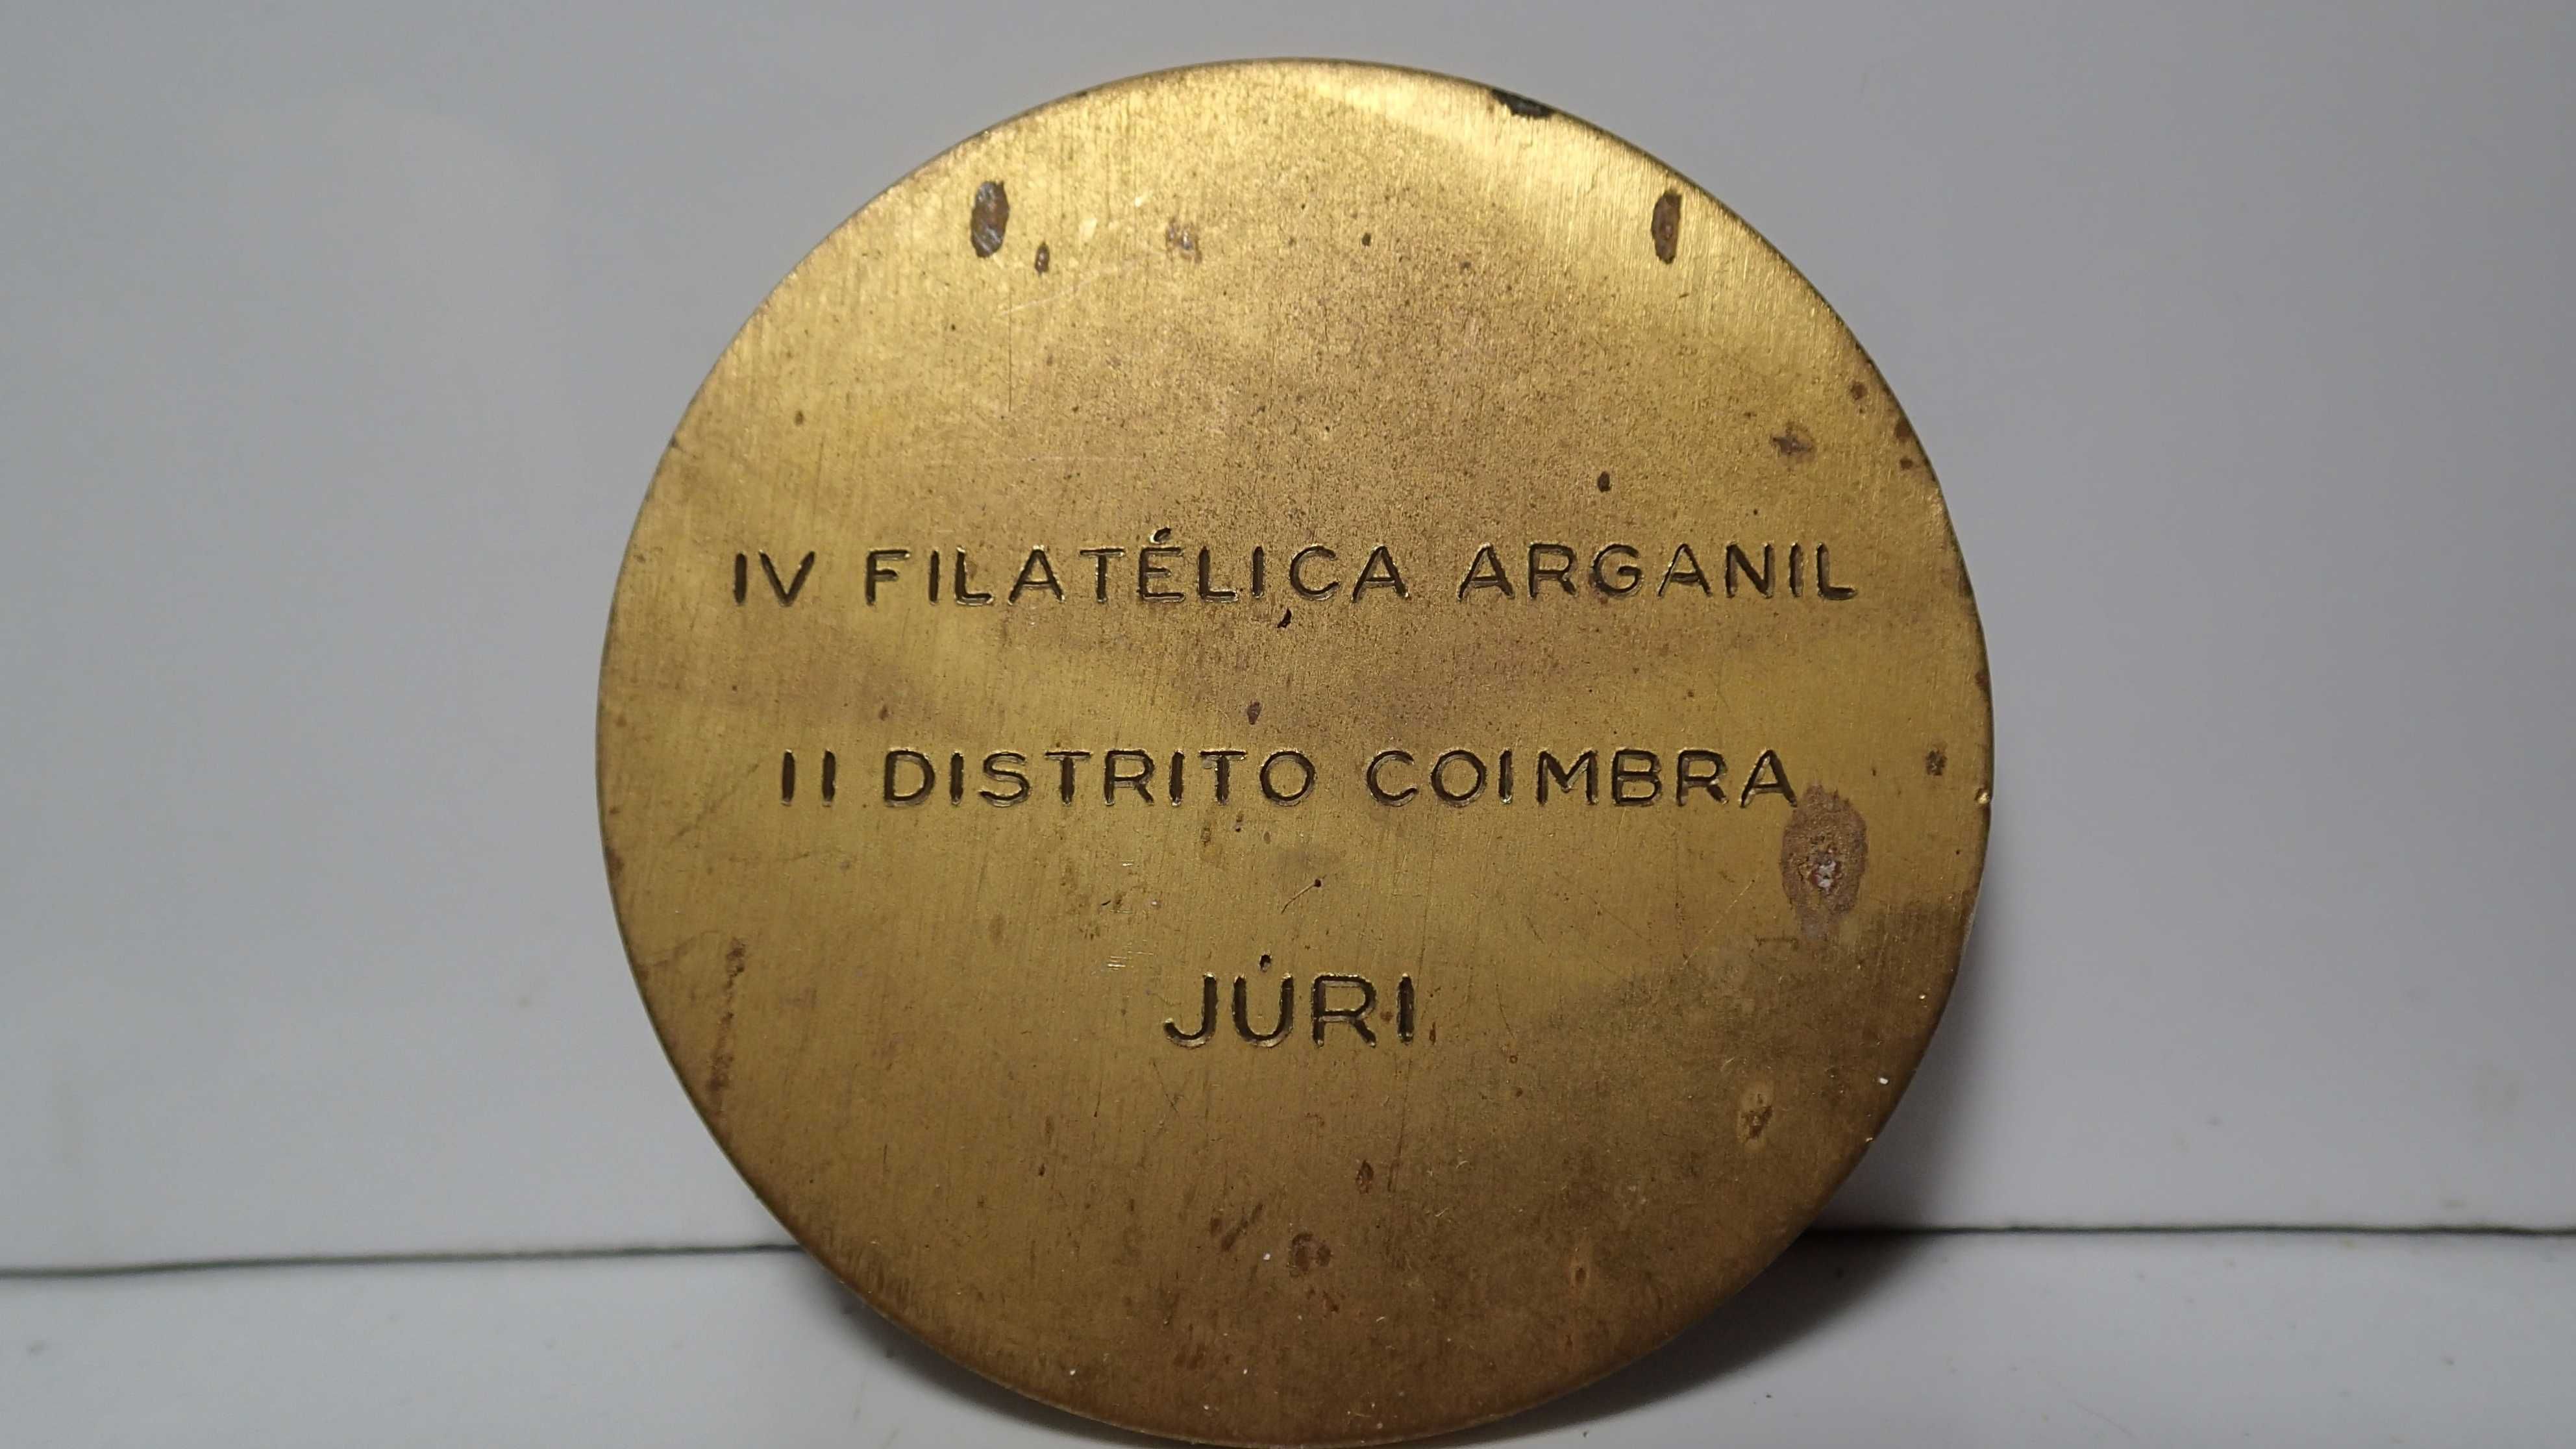 IV FILATÉLICA ARGANIL
II DISTRITO COIMBRA
JÚRI